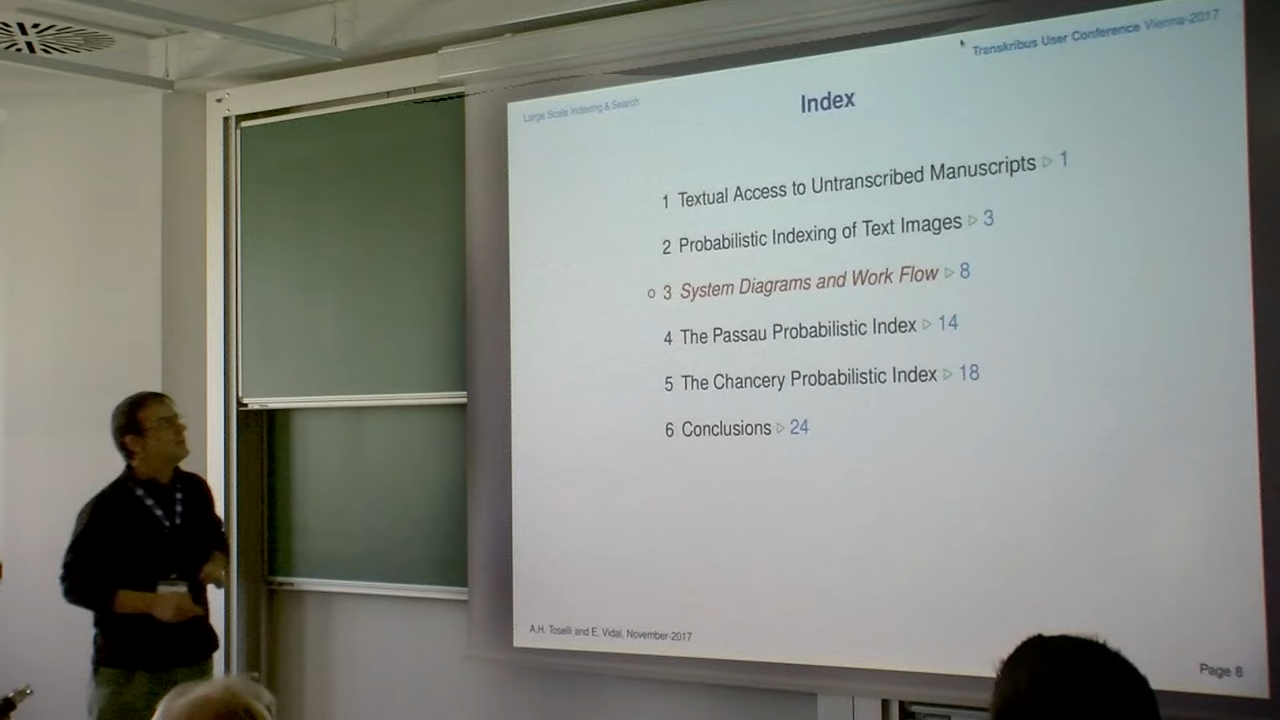 Large Scale Indexing & Search
Transkribus User Conference Vienna-2017
Index
1 Textual Access to Untranscribed Manuscripts ▷ 1
2 Probabilistic Indexing of Text Images ▷ 3
○ 3 System Diagrams and Work Flow ▷ 8
4 The Passau Probabilistic Index ▷ 14
5 The Chancery Probabilistic Index ▷ 18
6 Conclusions ▷ 24
A.H. Toselli and E. Vidal, November-2017
Page 8